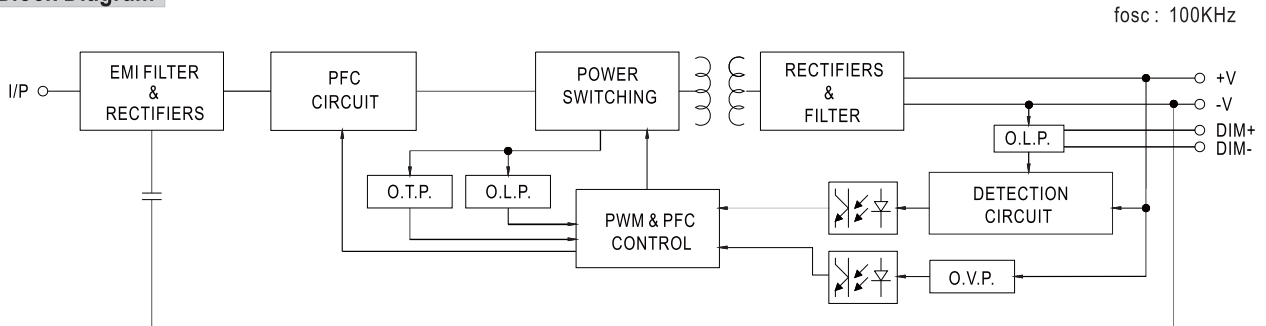 Block Diagram
fosc : 100KHz
I/P
EMI FILTER
&
RECTIFIERS
PFC
CIRCUIT
POWER
SWITCHING
RECTIFIERS
&
FILTER
+V
-V
DIM+
DIM-
O.L.P.
O.T.P.
O.L.P.
PWM & PFC
CONTROL
DETECTION
CIRCUIT
O.V.P.